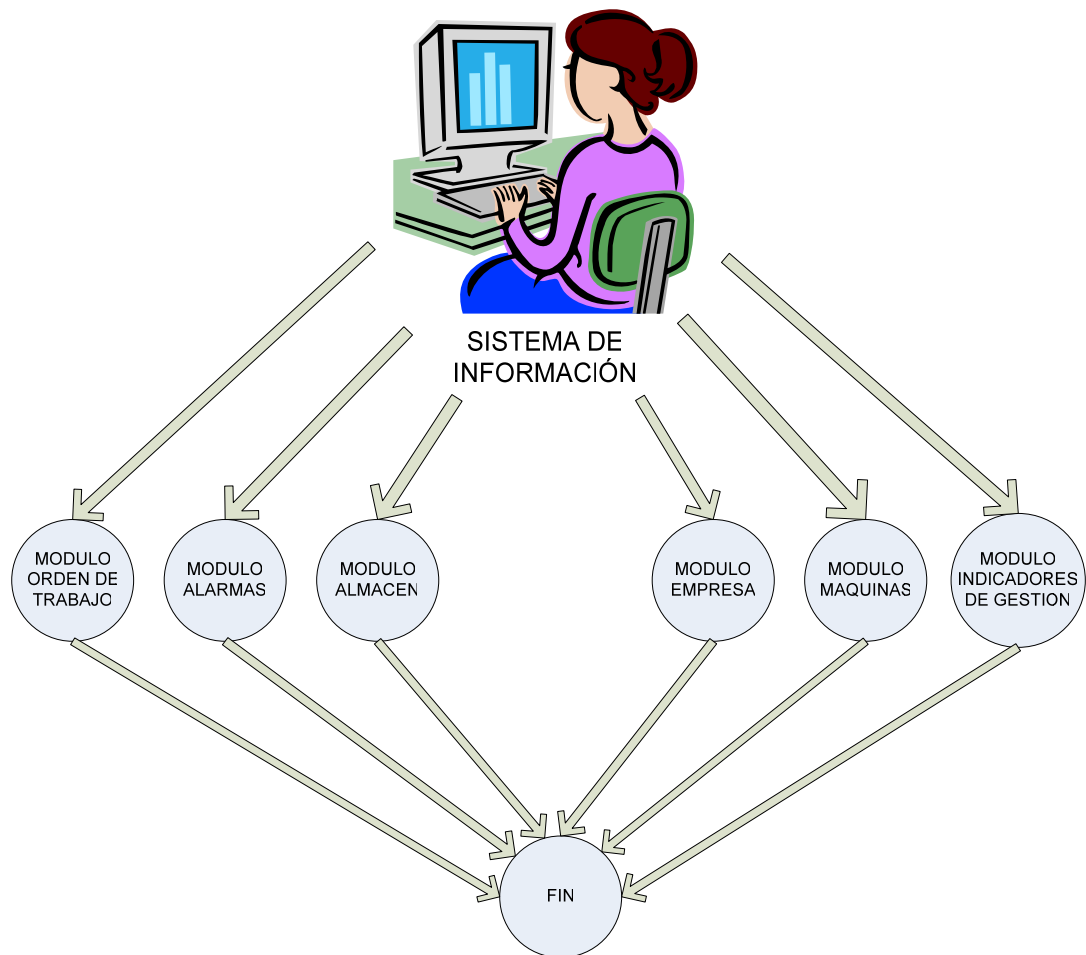 SISTEMA DE
INFORMACIÓN
MODULO
ORDEN DE
TRABAJO
MODULO
ALARMAS
MODULO
ALMACEN
MODULO
EMPRESA
MODULO
MAQUINAS
MODULO
INDICADORES
DE GESTION
FIN